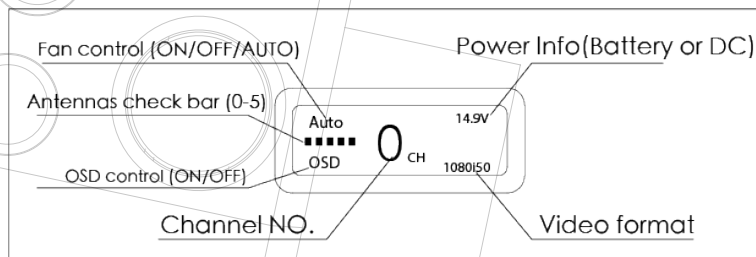 Fan control (ON/OFF/AUTO)
Power Info(Battery or DC)
Antennas check bar (0-5)
Auto
14.9V
0 CH
OSD
1080i50
OSD control (ON/OFF)
Channel NO.
Video format